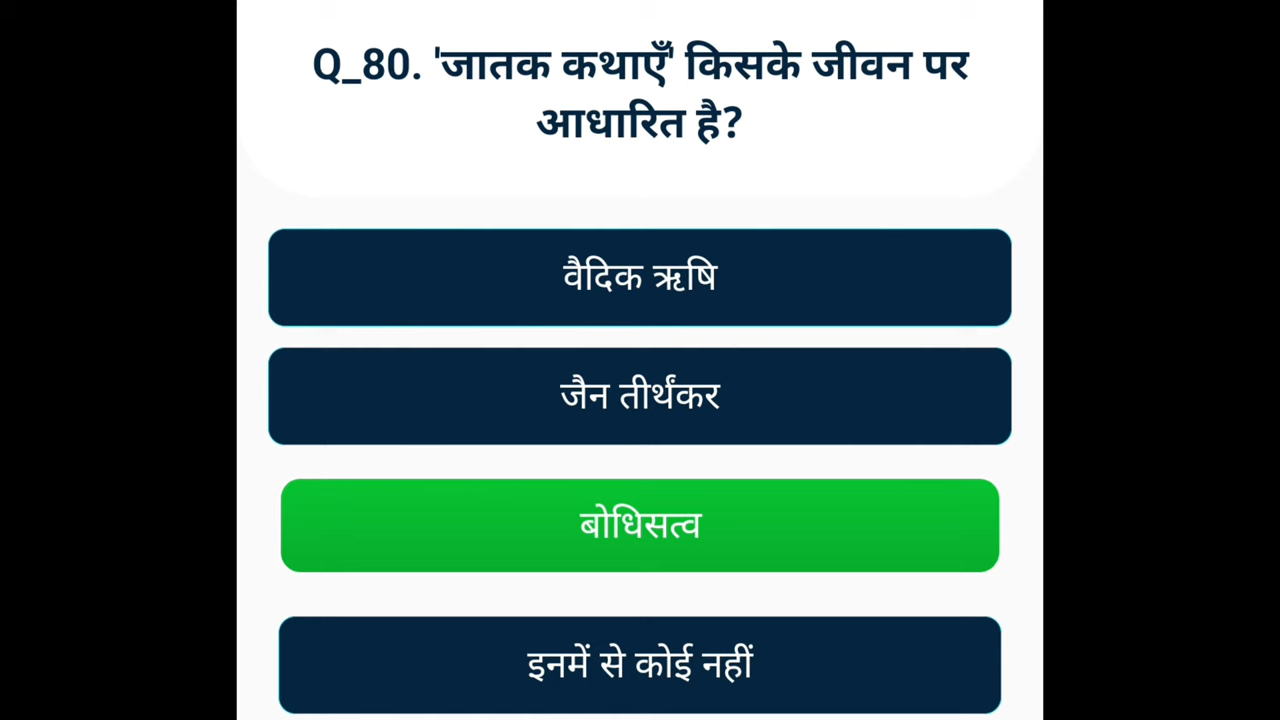 Q_80. 'जातक कथाएँ' किसके जीवन पर
आधारित है?
वैदिक ऋषि
जैन तीर्थंकर
बोधिसत्व
इनमें से कोई नहीं